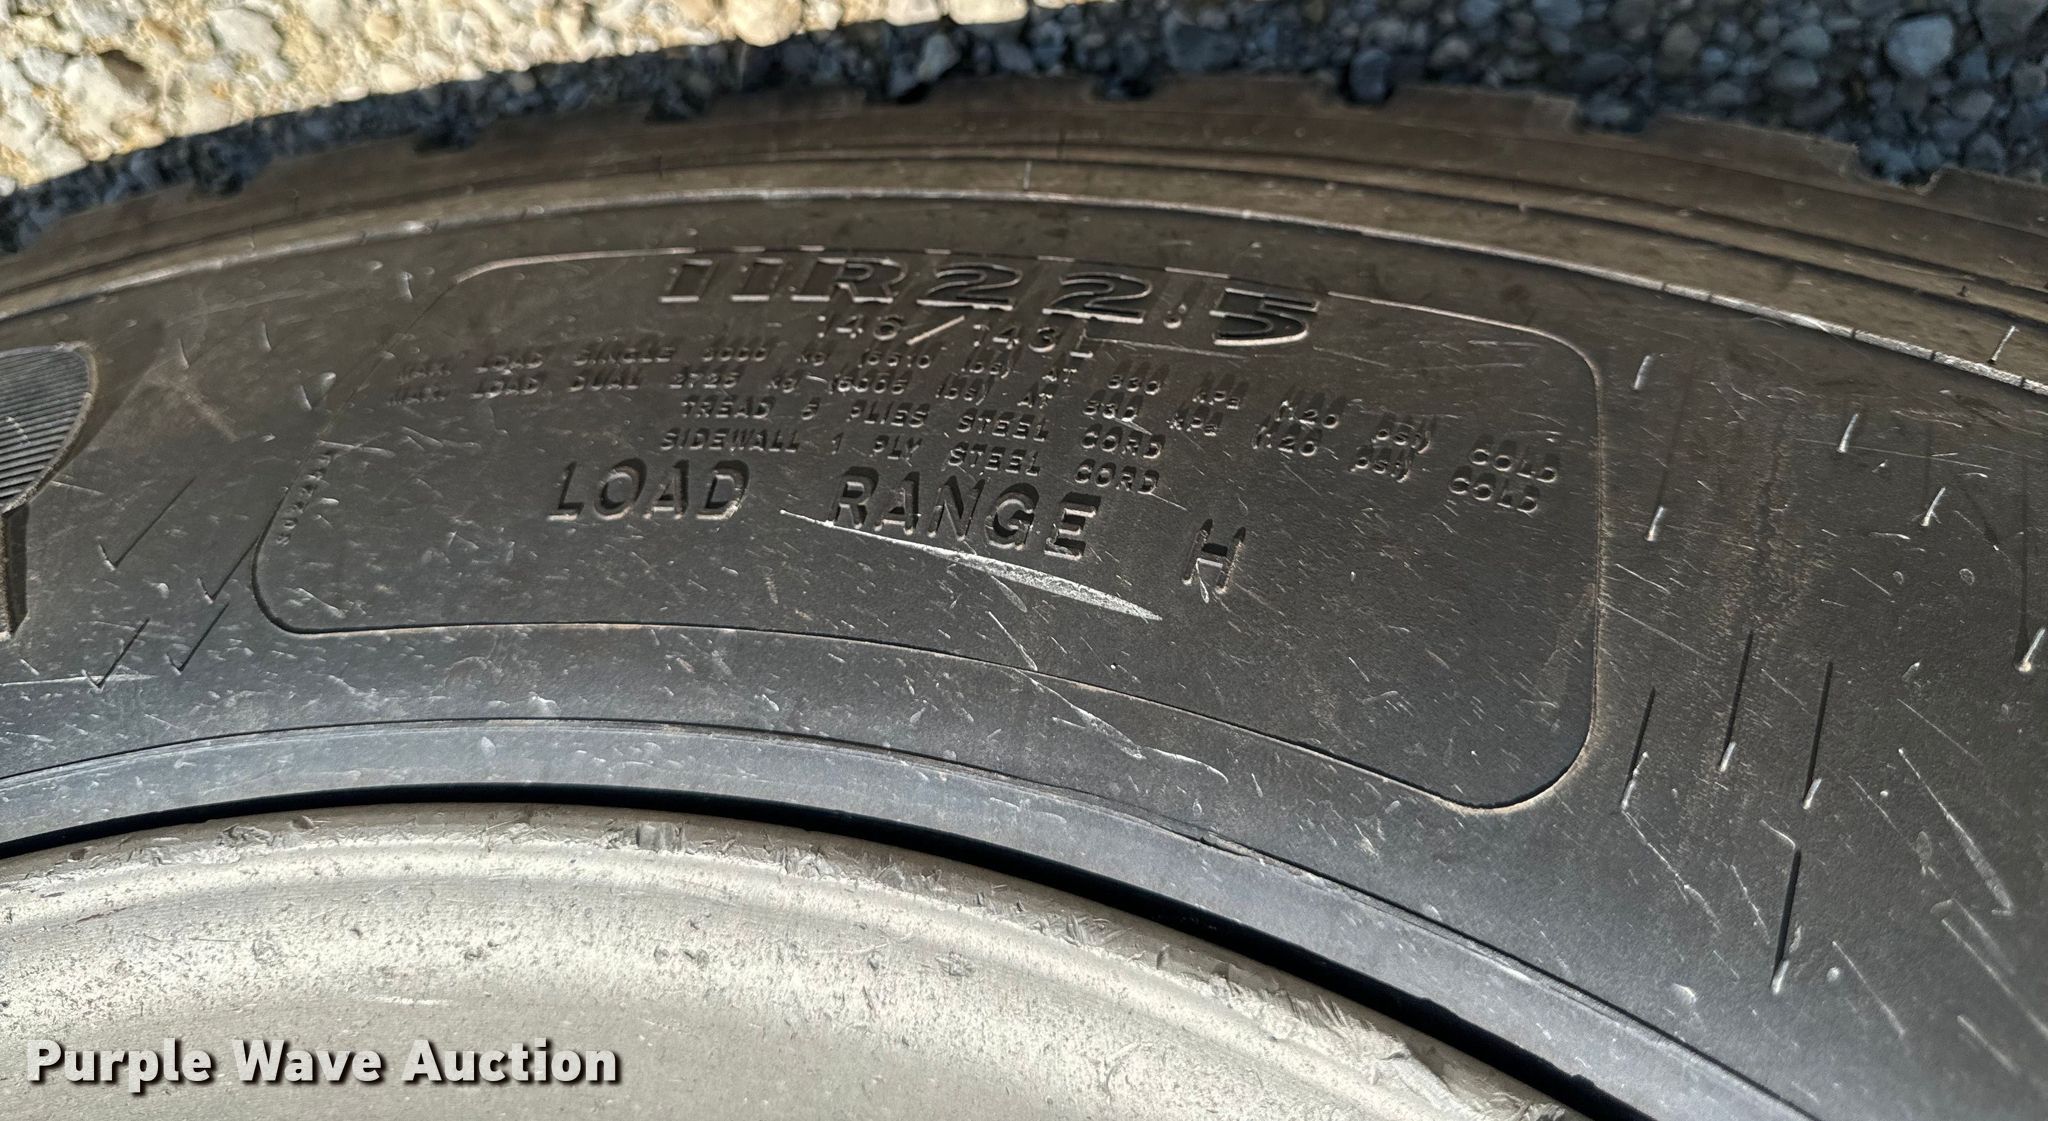 11R22.5
146/143L
MAX. LOAD SINGLE 3000 kg (6610 lbs) AT 830 kPa (120 psi) COLD
MAX. LOAD DUAL 2725 kg (6005 lbs) AT 830 kPa (120 psi) COLD
TREAD 5 PLIES STEEL CORD
SIDEWALL 1 PLY STEEL CORD
LOAD RANGE H
Purple Wave Auction